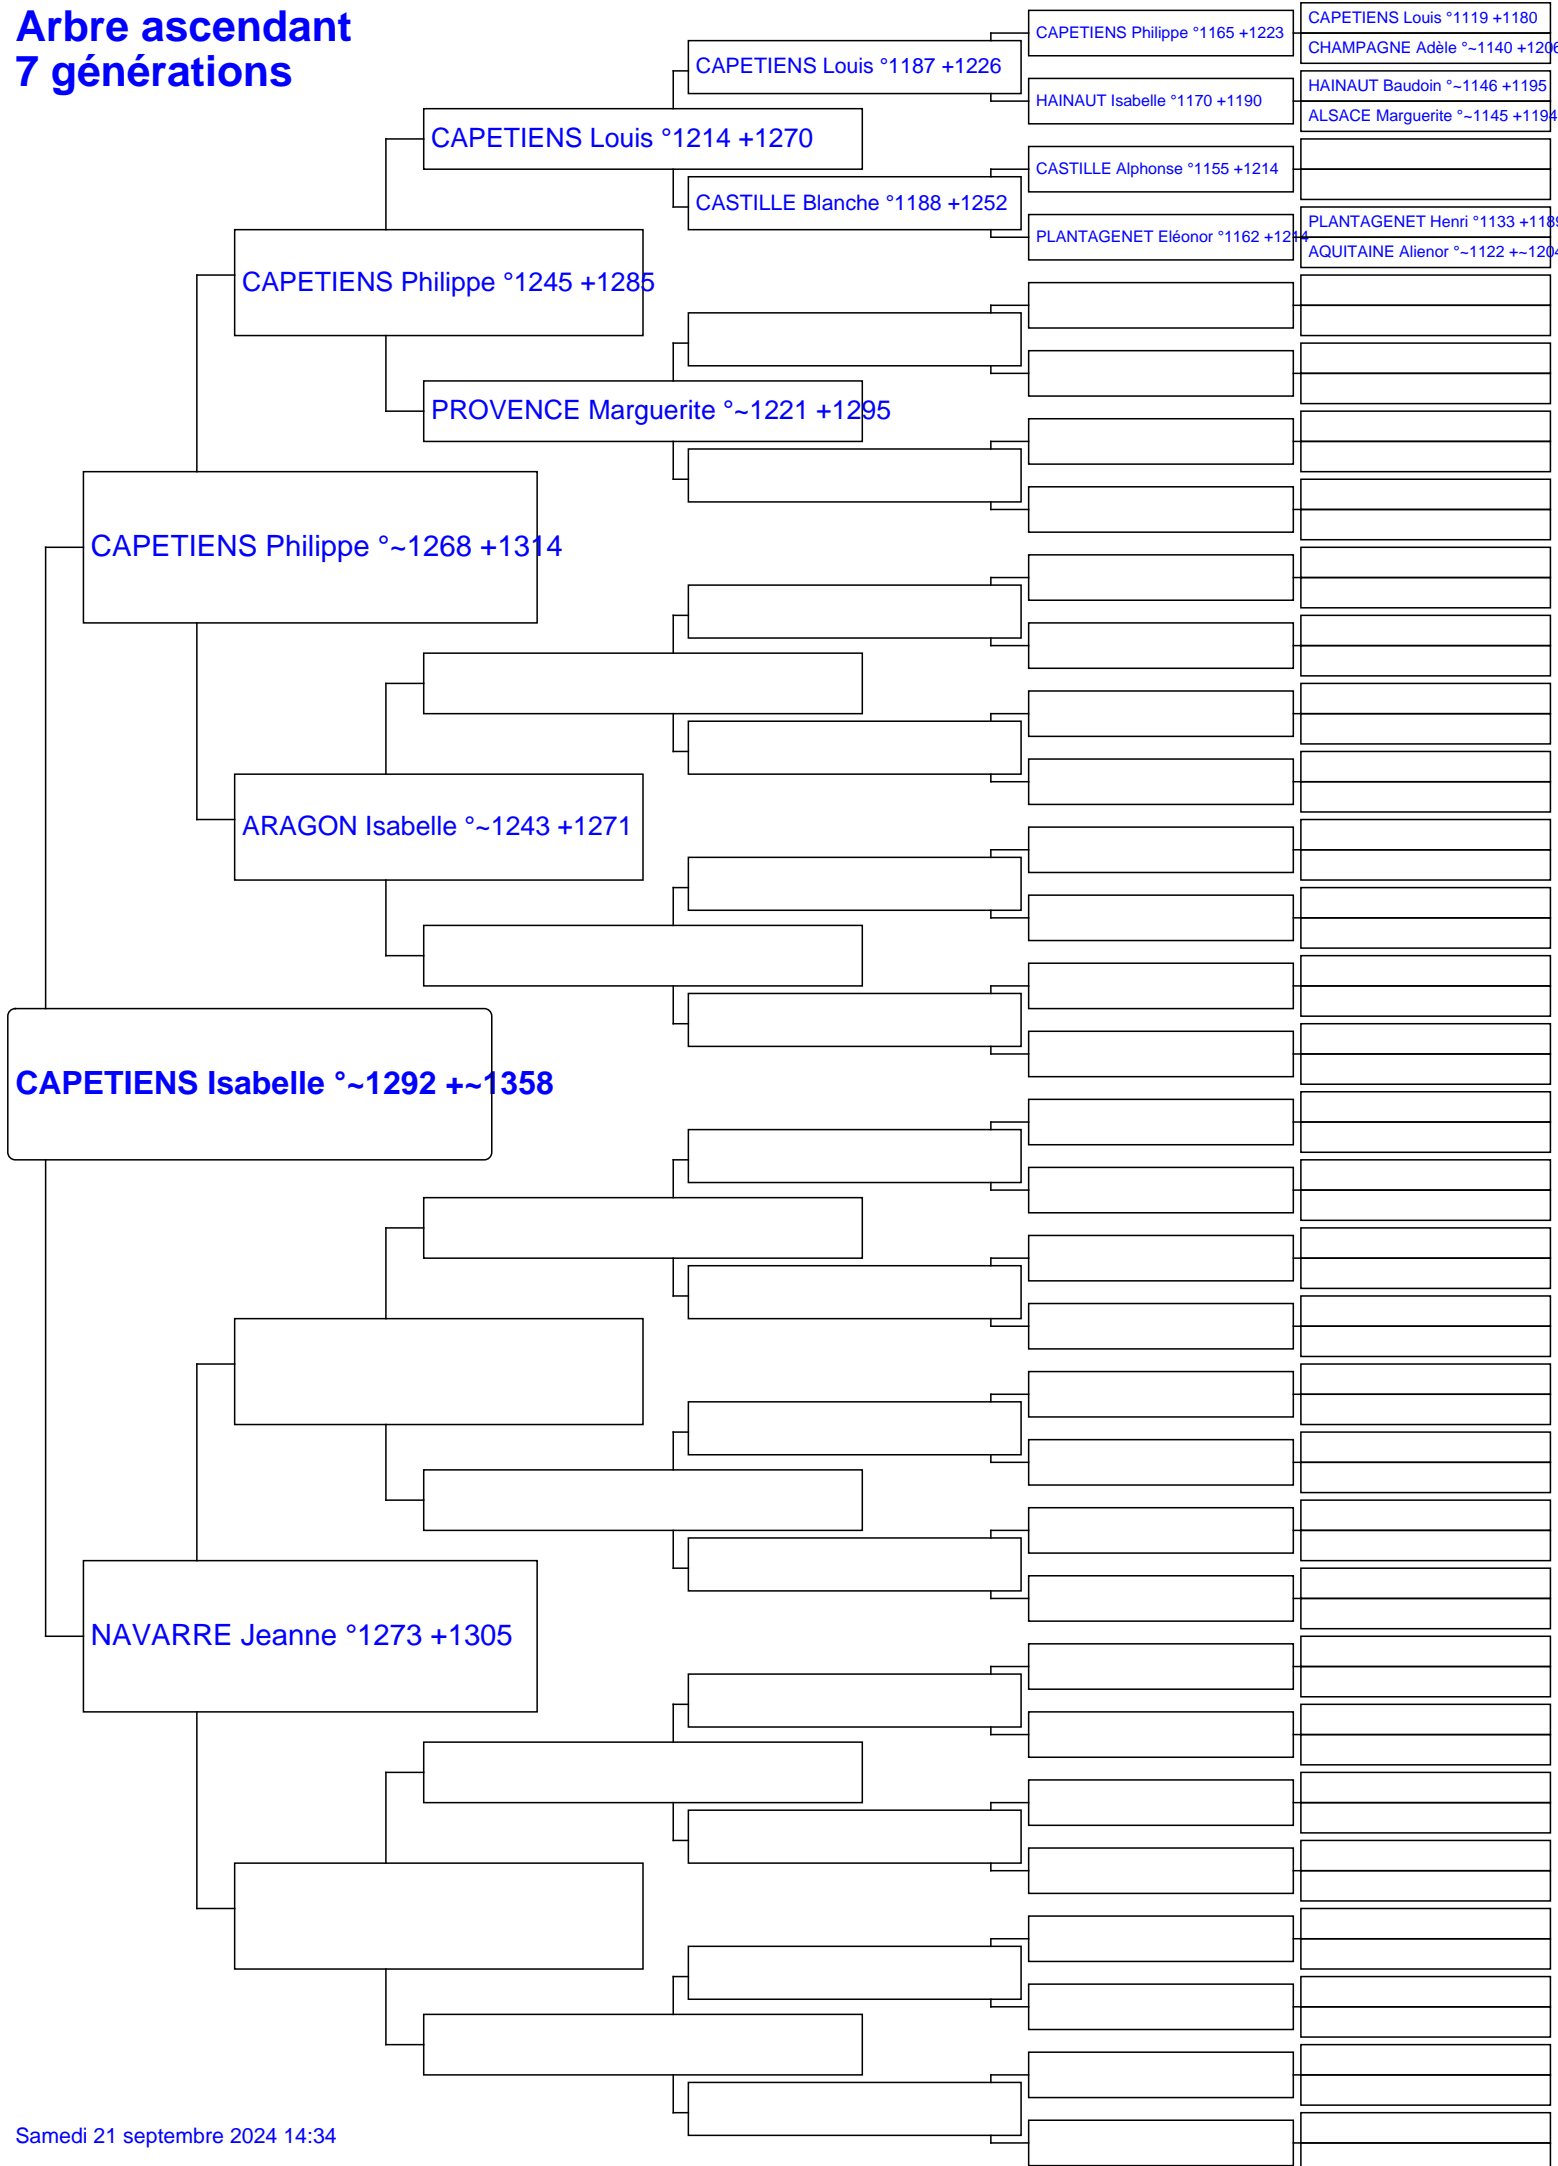 Arbre ascendant
7 générations
CAPETIENS Philippe °1165 +1223
CAPETIENS Louis °1119 +1180
CHAMPAGNE Adèle °~1140 +1206
CAPETIENS Louis °1187 +1226
HAINAUT Isabelle °1170 +1190
HAINAUT Baudoin °~1146 +1195
ALSACE Marguerite °~1145 +1194
CAPETIENS Louis °1214 +1270
CASTILLE Alphonse °1155 +1214
CASTILLE Blanche °1188 +1252
PLANTAGENET Eléonor °1162 +1214
PLANTAGENET Henri °1133 +1189
AQUITAINE Alienor °~1122 +~1204
CAPETIENS Philippe °1245 +1285
PROVENCE Marguerite °~1221 +1295
CAPETIENS Philippe °~1268 +1314
ARAGON Isabelle °~1243 +1271
CAPETIENS Isabelle °~1292 +~1358
NAVARRE Jeanne °1273 +1305
Samedi 21 septembre 2024 14:34